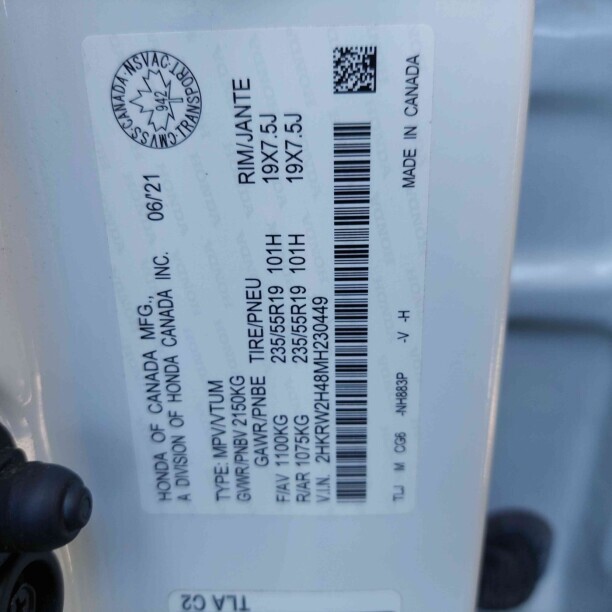 HONDA OF CANADA MFG.,
A DIVISION OF HONDA CANADA INC. 06/'21
CANADA-NSVAC
CMVSS-CANADA
TRANSPORT
942
TYPE: MPV/VTUM
GVWR/PNBV 2150KG
GAWR/PNBE TIRE/PNEU RIM/JANTE
F/AV 1100KG 235/55R19 101H 19X7.5J
R/AR 1075KG 235/55R19 101H 19X7.5J
V.I.N. 2HKRW2H48MH230449
TLJ M CG6 -NH883P -V -H MADE IN CANADA
TLA C2